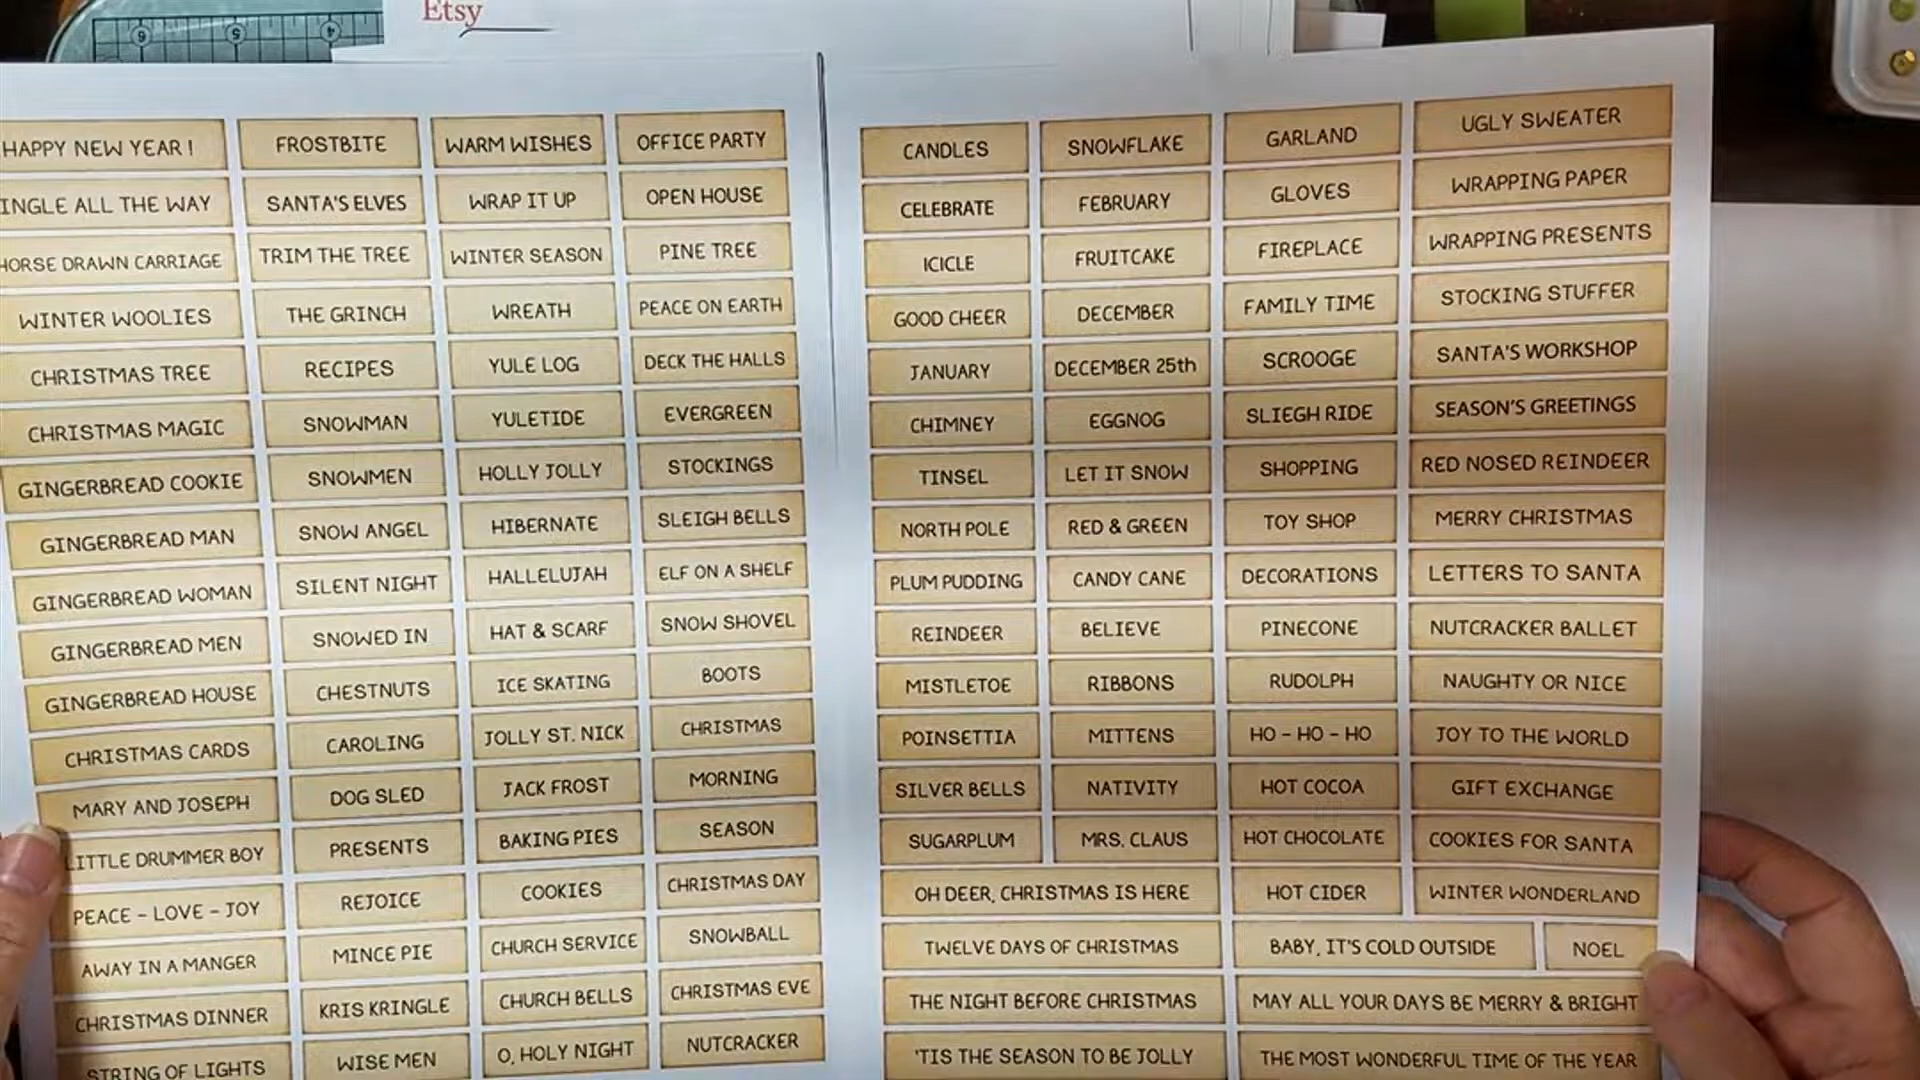 Etsy
6 5 4
HAPPY NEW YEAR! FROSTBITE WARM WISHES OFFICE PARTY
INGLE ALL THE WAY SANTA'S ELVES WRAP IT UP OPEN HOUSE
HORSE DRAWN CARRIAGE TRIM THE TREE WINTER SEASON PINE TREE
WINTER WOOLIES THE GRINCH WREATH PEACE ON EARTH
CHRISTMAS TREE RECIPES YULE LOG DECK THE HALLS
CHRISTMAS MAGIC SNOWMAN YULETIDE EVERGREEN
GINGERBREAD COOKIE SNOWMEN HOLLY JOLLY STOCKINGS
GINGERBREAD MAN SNOW ANGEL HIBERNATE SLEIGH BELLS
GINGERBREAD WOMAN SILENT NIGHT HALLELUJAH ELF ON A SHELF
GINGERBREAD MEN SNOWED IN HAT & SCARF SNOW SHOVEL
GINGERBREAD HOUSE CHESTNUTS ICE SKATING BOOTS
CHRISTMAS CARDS CAROLING JOLLY ST. NICK CHRISTMAS
MARY AND JOSEPH DOG SLED JACK FROST MORNING
LITTLE DRUMMER BOY PRESENTS BAKING PIES SEASON
PEACE - LOVE - JOY REJOICE COOKIES CHRISTMAS DAY
AWAY IN A MANGER MINCE PIE CHURCH SERVICE SNOWBALL
CHRISTMAS DINNER KRIS KRINGLE CHURCH BELLS CHRISTMAS EVE
STRING OF LIGHTS WISE MEN O, HOLY NIGHT NUTCRACKER
CANDLES SNOWFLAKE GARLAND UGLY SWEATER
CELEBRATE FEBRUARY GLOVES WRAPPING PAPER
ICICLE FRUITCAKE FIREPLACE WRAPPING PRESENTS
GOOD CHEER DECEMBER FAMILY TIME STOCKING STUFFER
JANUARY DECEMBER 25th SCROOGE SANTA'S WORKSHOP
CHIMNEY EGGNOG SLIEGH RIDE SEASON'S GREETINGS
TINSEL LET IT SNOW SHOPPING RED NOSED REINDEER
NORTH POLE RED & GREEN TOY SHOP MERRY CHRISTMAS
PLUM PUDDING CANDY CANE DECORATIONS LETTERS TO SANTA
REINDEER BELIEVE PINECONE NUTCRACKER BALLET
MISTLETOE RIBBONS RUDOLPH NAUGHTY OR NICE
POINSETTIA MITTENS HO - HO - HO JOY TO THE WORLD
SILVER BELLS NATIVITY HOT COCOA GIFT EXCHANGE
SUGARPLUM MRS. CLAUS HOT CHOCOLATE COOKIES FOR SANTA
OH DEER, CHRISTMAS IS HERE HOT CIDER WINTER WONDERLAND
TWELVE DAYS OF CHRISTMAS BABY, IT'S COLD OUTSIDE NOEL
THE NIGHT BEFORE CHRISTMAS MAY ALL YOUR DAYS BE MERRY & BRIGHT
'TIS THE SEASON TO BE JOLLY THE MOST WONDERFUL TIME OF THE YEAR